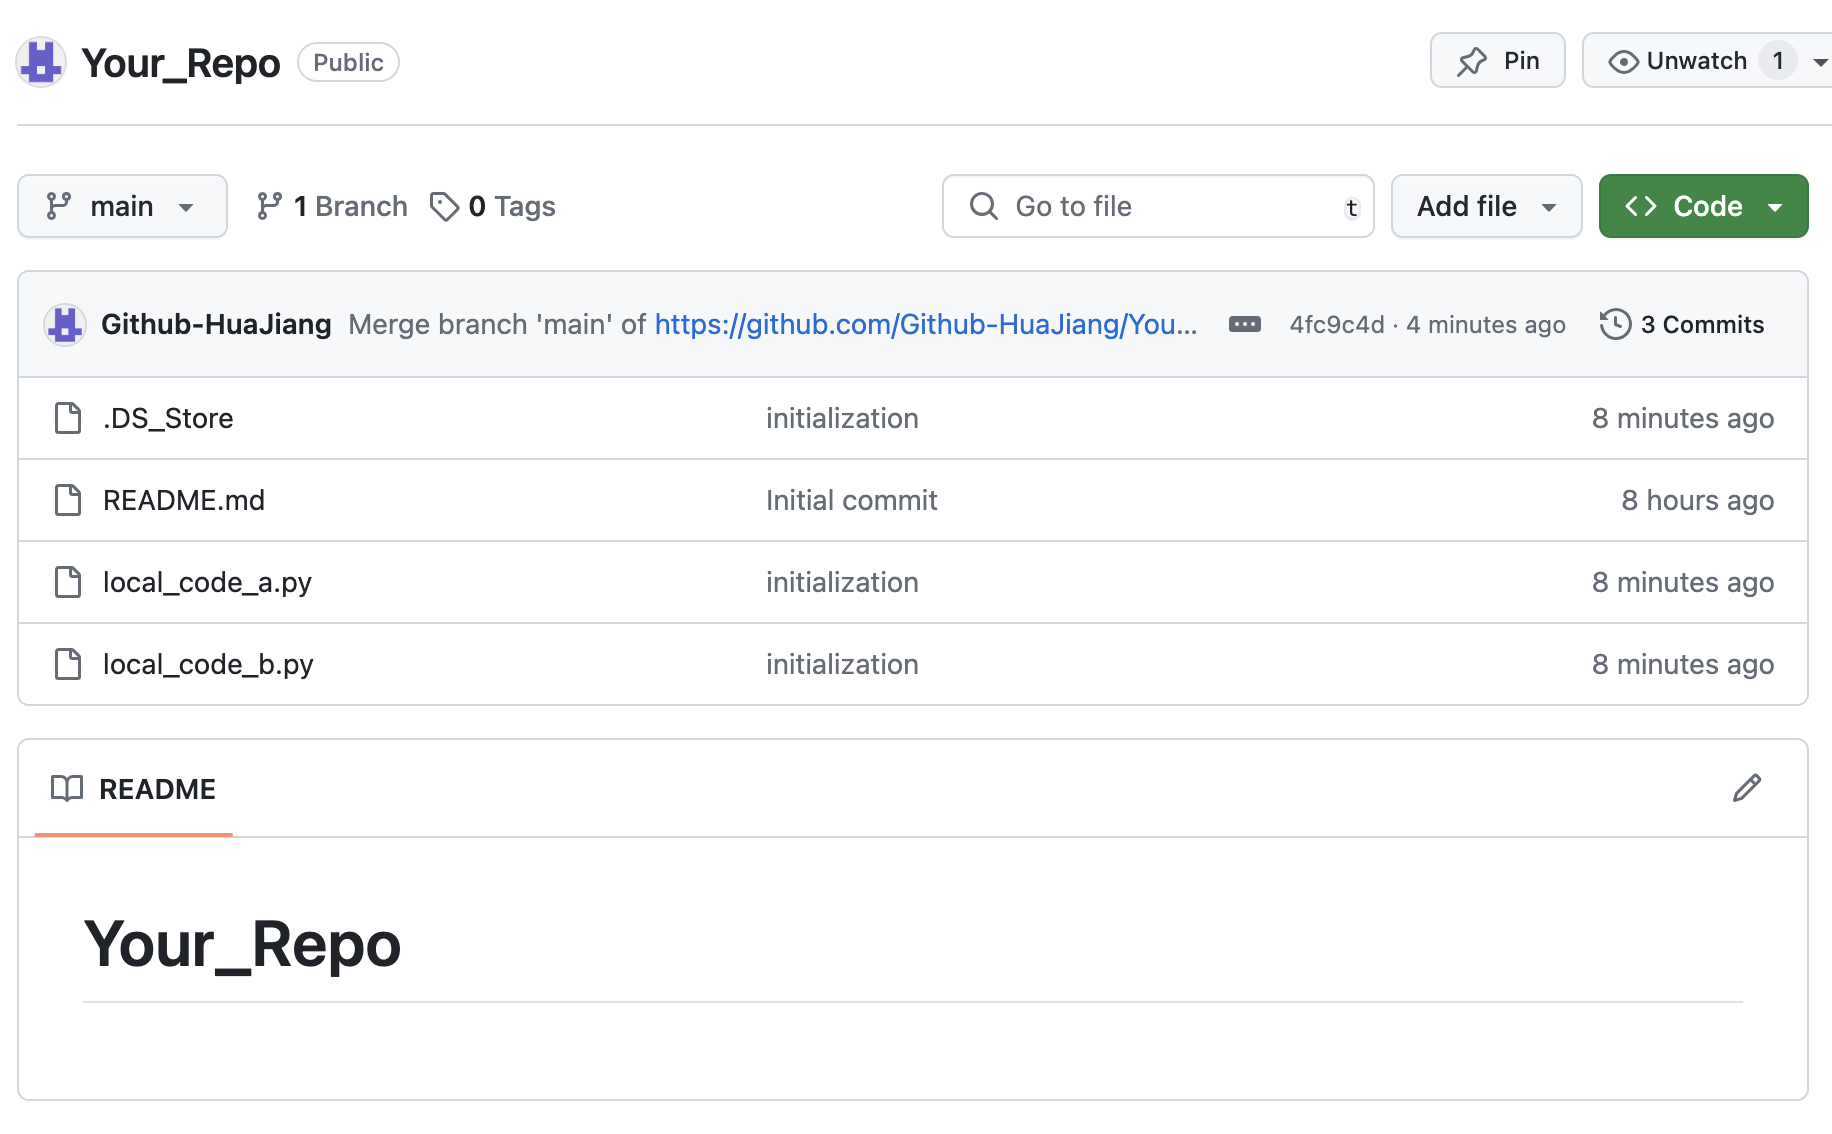 Your_Repo Public Pin Unwatch 1
main 1 Branch 0 Tags Go to file t Add file Code
Github-HuaJiang Merge branch 'main' of https://github.com/Github-HuaJiang/You... 4fc9c4d · 4 minutes ago 3 Commits
.DS_Store initialization 8 minutes ago
README.md Initial commit 8 hours ago
local_code_a.py initialization 8 minutes ago
local_code_b.py initialization 8 minutes ago
README
Your_Repo